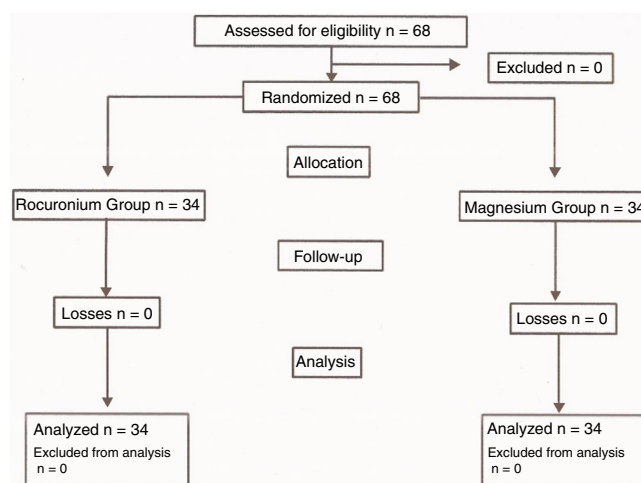 Assessed for eligibility n = 68
Excluded n = 0
Randomized n = 68
Allocation
Rocuronium Group n = 34
Magnesium Group n = 34
Follow-up
Losses n = 0
Losses n = 0
Analysis
Analyzed n = 34
Excluded from analysis
n = 0
Analyzed n = 34
Excluded from analysis
n = 0